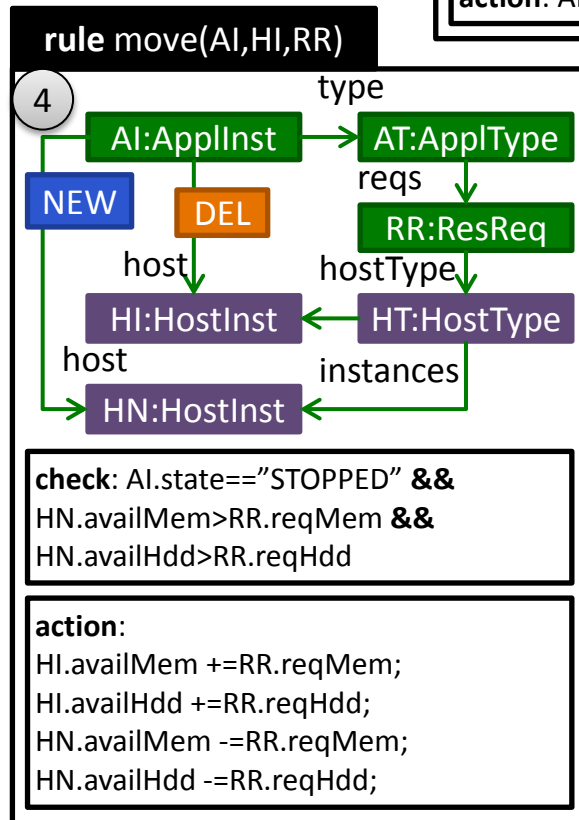 action: A
rule move(AI,HI,RR)
4
type
AI:ApplInst
AT:ApplType
reqs
NEW
DEL
RR:ResReq
host
hostType
HI:HostInst
HT:HostType
host
instances
HN:HostInst
check: AI.state==”STOPPED” &&
HN.availMem>RR.reqMem &&
HN.availHdd>RR.reqHdd
action:
HI.availMem +=RR.reqMem;
HI.availHdd +=RR.reqHdd;
HN.availMem -=RR.reqMem;
HN.availHdd -=RR.reqHdd;